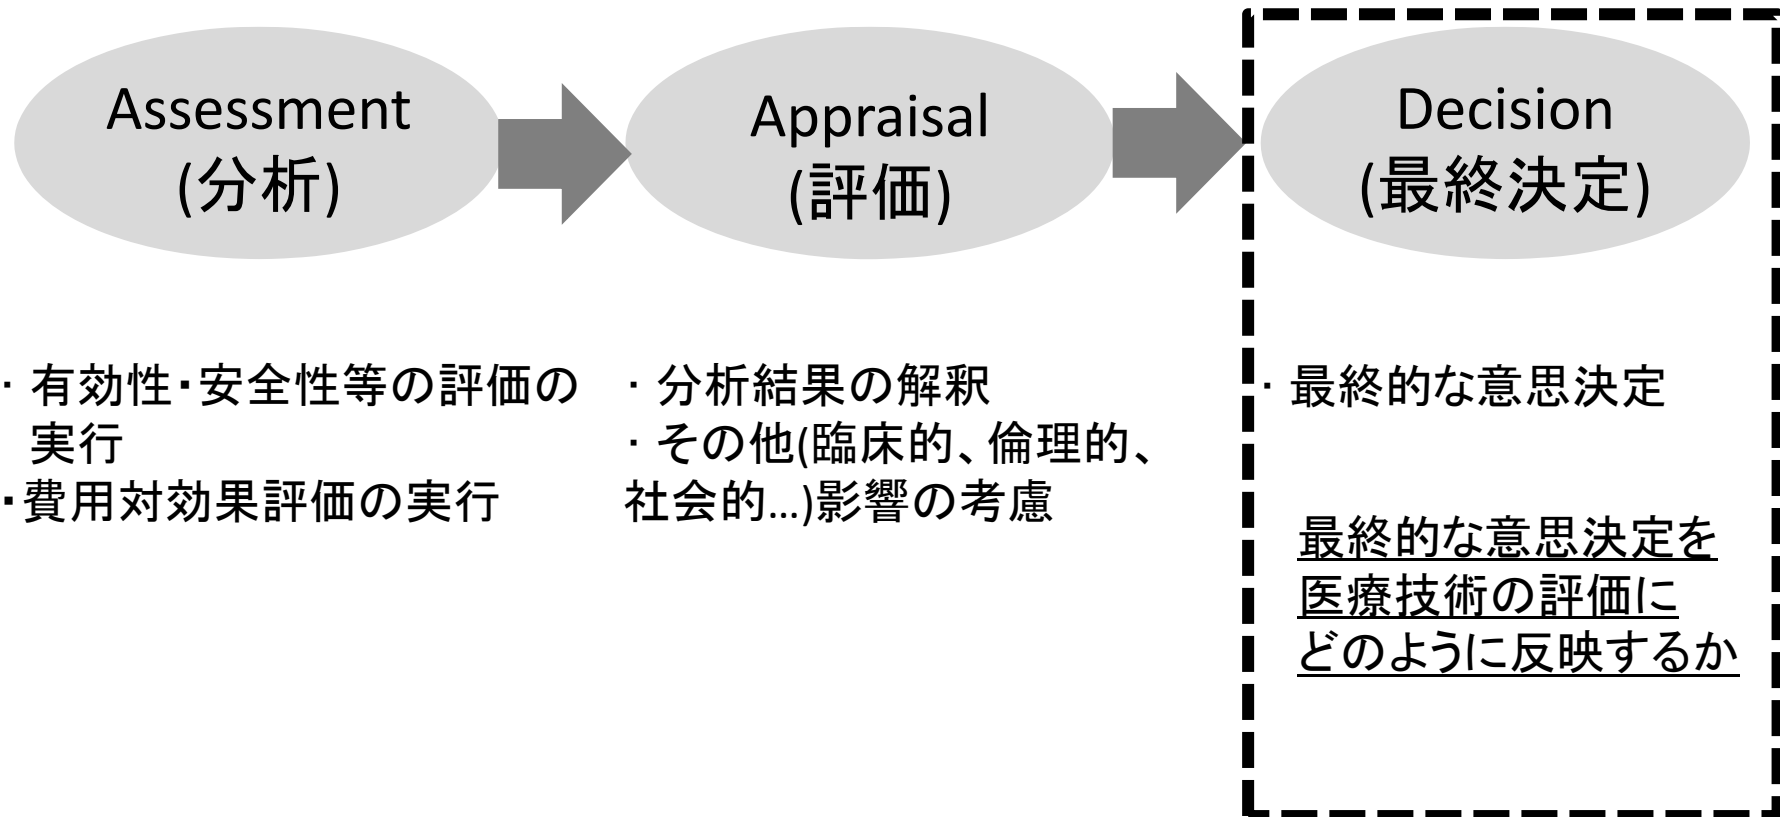 Assessment
(分析)
Appraisal
(評価)
Decision
(最終決定)
・有効性・安全性等の評価の
実行
・費用対効果評価の実行
・分析結果の解釈
・その他(臨床的、倫理的、
社会的…)影響の考慮
・最終的な意思決定
最終的な意思決定を
医療技術の評価に
どのように反映するか